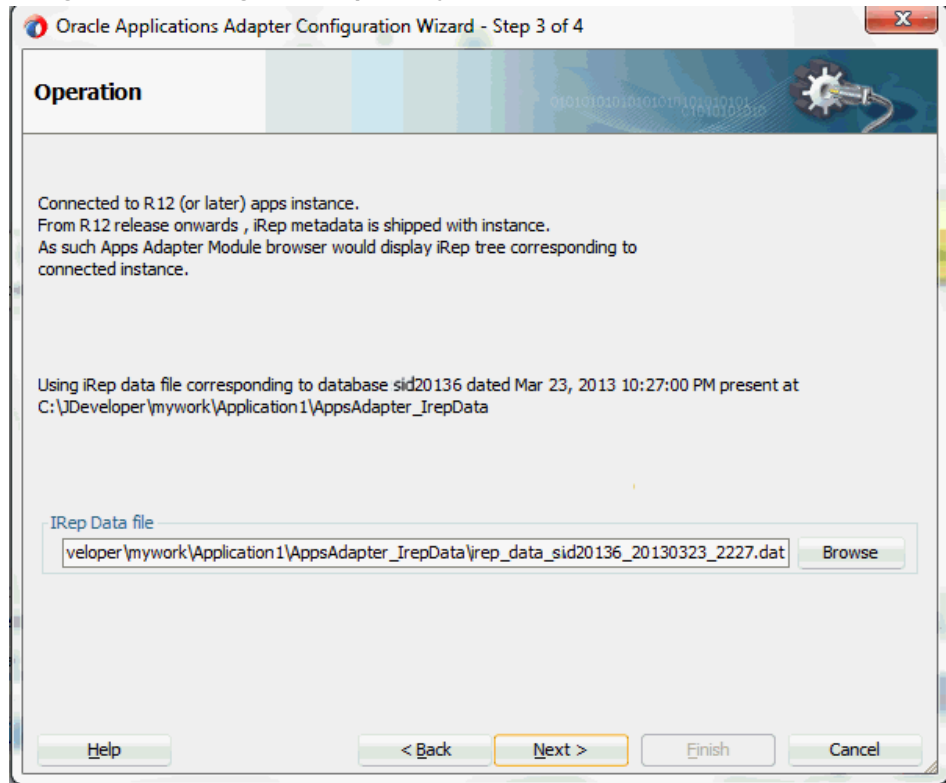 Oracle Applications Adapter Configuration Wizard - Step 3 of 4
Operation
Connected to R12 (or later) apps instance.
From R12 release onwards , iRep metadata is shipped with instance.
As such Apps Adapter Module browser would display iRep tree corresponding to
connected instance.
Using iRep data file corresponding to database sid20136 dated Mar 23, 2013 10:27:00 PM present at
C:\JDeveloper\mywork\Application1\AppsAdapter_IrepData
IRep Data file
veloper\mywork\Application1\AppsAdapter_IrepData\irep_data_sid20136_20130323_2227.dat Browse
Help < Back Next > Finish Cancel